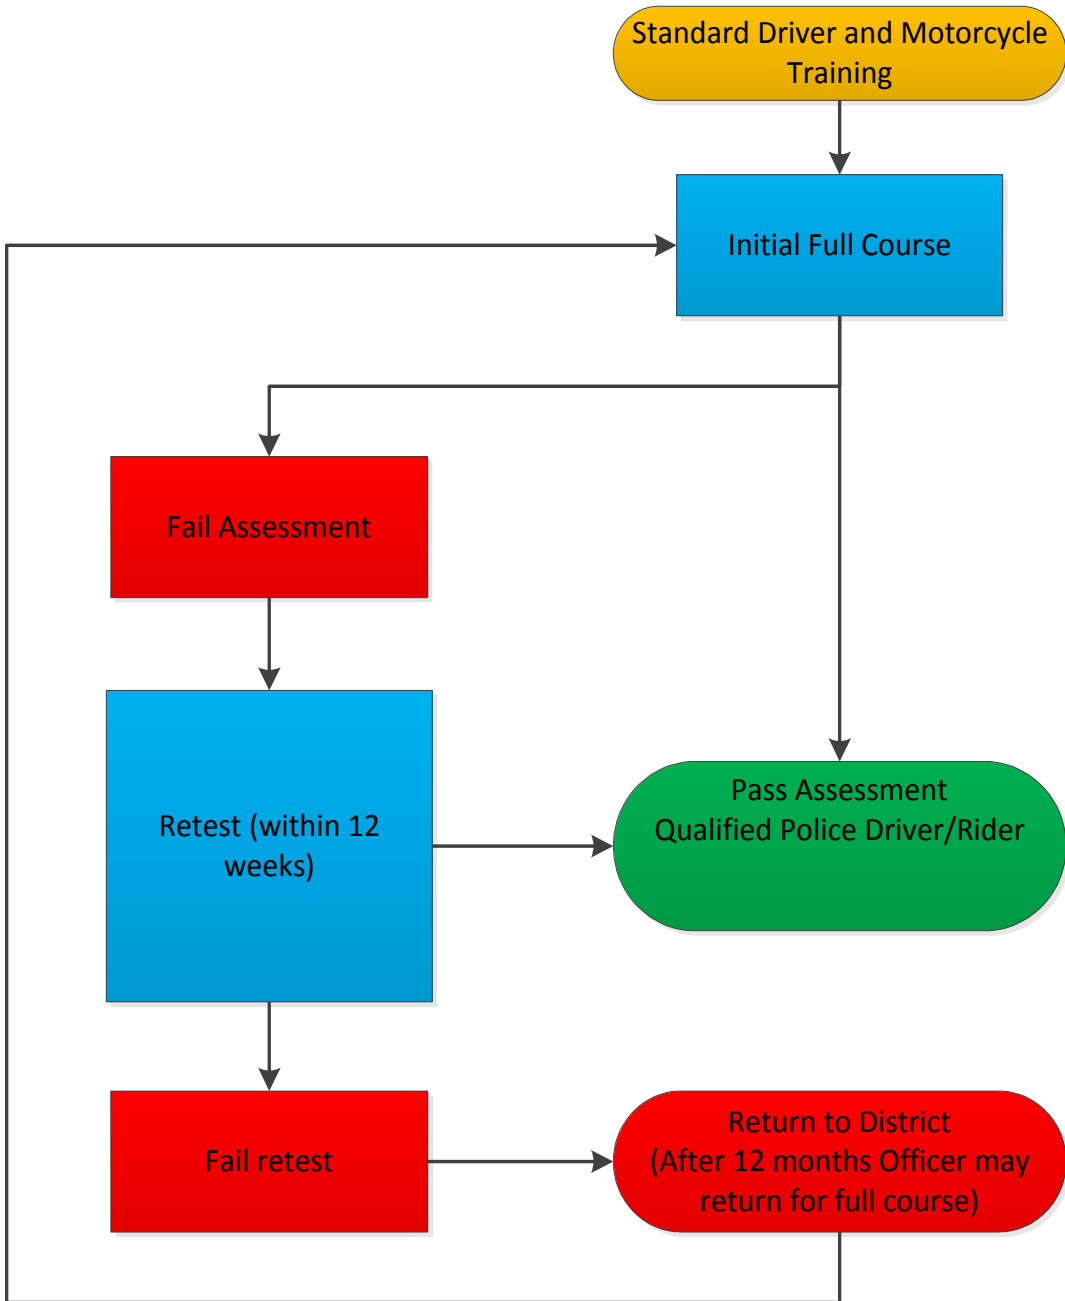 Standard Driver and Motorcycle
Training
Initial Full Course
Fail Assessment
Retest (within 12
weeks)
Pass Assessment
Qualified Police Driver/Rider
Fail retest
Return to District
(After 12 months Officer may
return for full course)